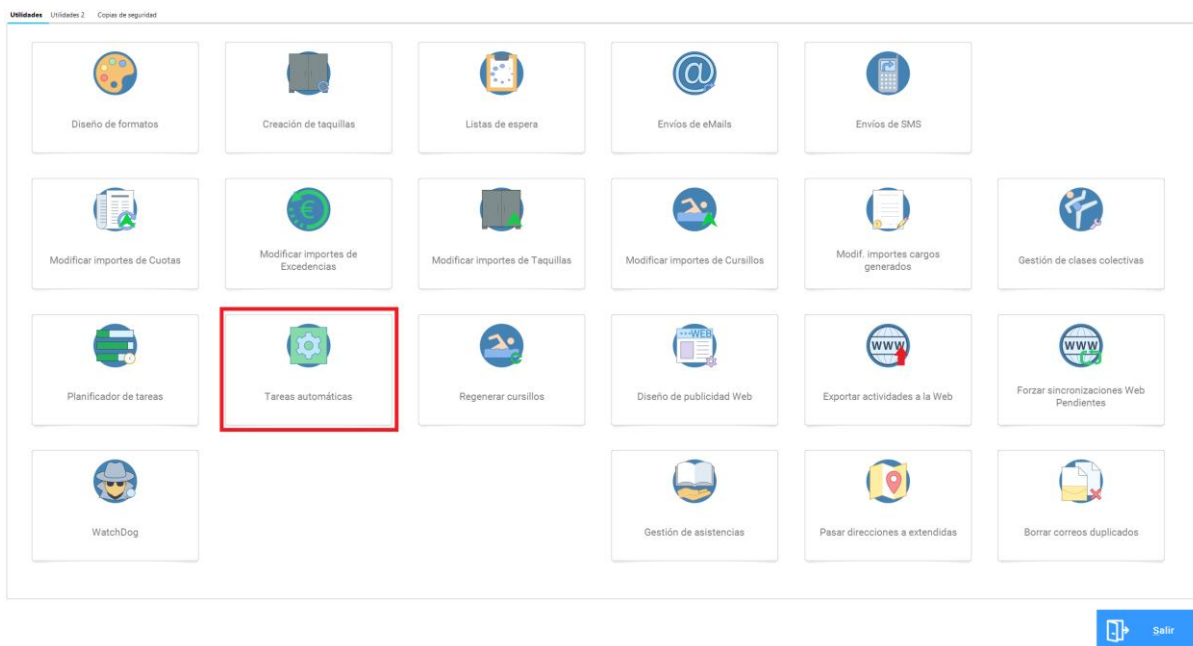 Utilidades Utilidades 2 Copias de seguridad
Diseño de formatos
Creación de taquillas
Listas de espera
Envíos de eMails
Envíos de SMS
Modificar importes de Cuotas
Modificar importes de
Excedencias
Modificar importes de Taquillas
Modificar importes de Cursillos
Modif. importes cargos
generados
Gestión de clases colectivas
Planificador de tareas
Tareas automáticas
Regenerar cursillos
WEB
Diseño de publicidad Web
WWW
Exportar actividades a la Web
WWW
Forzar sincronizaciones Web
Pendientes
WatchDog
Gestión de asistencias
Pasar direcciones a extendidas
Borrar correos duplicados
Salir